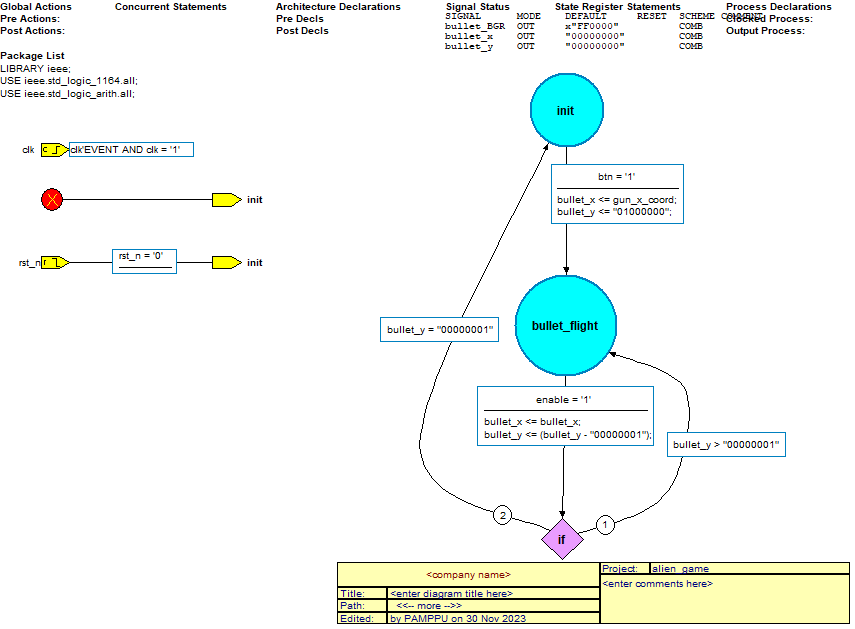 Global Actions
Pre Actions:
Post Actions:
Concurrent Statements
Architecture Declarations
Pre Decls
Post Decls
Signal Status
SIGNAL MODE DEFAULT RESET SCHEME COMMENT
bullet_BGR OUT x"FF0000" COMB
bullet_x OUT "00000000" COMB
bullet_y OUT "00000000" COMB
State Register Statements
Process Declarations
Clocked Process:
Output Process:
Package List
LIBRARY ieee;
USE ieee.std_logic_1164.all;
USE ieee.std_logic_arith.all;
clk
c
clk'EVENT AND clk = '1'
X
init
rst_n
r
rst_n = '0'
init
init
btn = '1'
bullet_x <= gun_x_coord;
bullet_y <= "01000000";
bullet_flight
bullet_y = "00000001"
enable = '1'
bullet_x <= bullet_x;
bullet_y <= (bullet_y - "00000001");
bullet_y > "00000001"
2
1
if
<company name>
Title: <enter diagram title here>
Path: <<-- more -->>
Edited: by PAMPPU on 30 Nov 2023
Project: alien_game
<enter comments here>